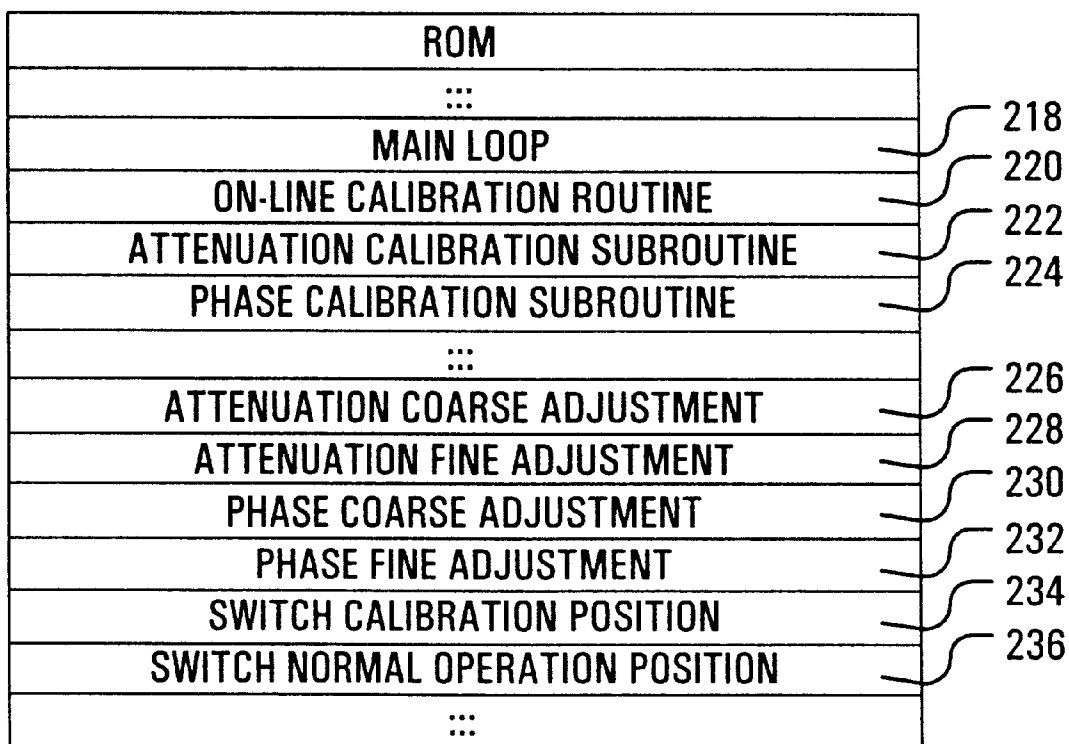 ROM
:::
MAIN LOOP 218
ON-LINE CALIBRATION ROUTINE 220
ATTENUATION CALIBRATION SUBROUTINE 222
PHASE CALIBRATION SUBROUTINE 224
:::
ATTENUATION COARSE ADJUSTMENT 226
ATTENUATION FINE ADJUSTMENT 228
PHASE COARSE ADJUSTMENT 230
PHASE FINE ADJUSTMENT 232
SWITCH CALIBRATION POSITION 234
SWITCH NORMAL OPERATION POSITION 236
:::